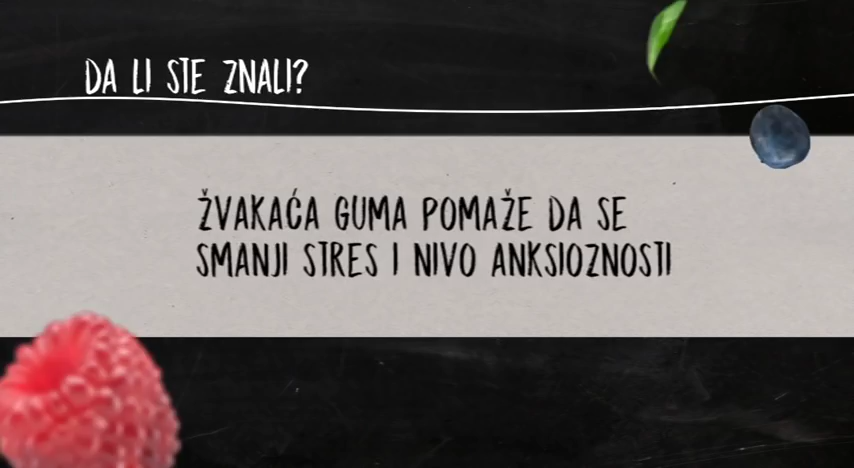 DA LI STE ZNALI?
ŽVAKAĆA GUMA POMAŽE DA SE
SMANJI STRES I NIVO ANKSIOZNOSTI